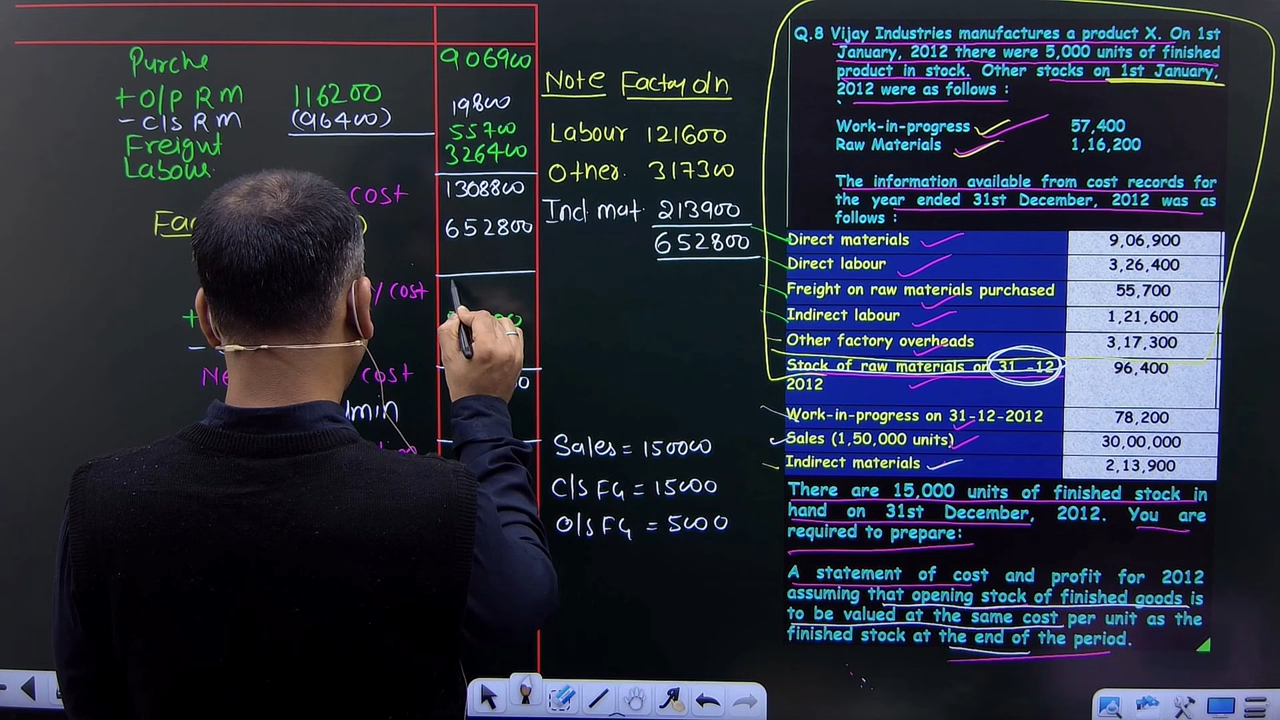 Purche 906900
+ O/P R M 116200 19800
- C/S R M (96400)
Freight 55700
Labour 326400
cost 1308800
652800
y cost
cost
dmin
Note Factory O/n
Labour 121600
Other. 317300
Ind mat 213900
652800
Sales = 150000
C/S FG = 15000
O/S FG = 5000
Q.8 Vijay Industries manufactures a product X. On 1st
January, 2012 there were 5,000 units of finished
product in stock. Other stocks on 1st January,
2012 were as follows :
Work-in-progress 57,400
Raw Materials 1,16,200
The information available from cost records for
the year ended 31st December, 2012 was as
follows :
Direct materials 9,06,900
Direct labour 3,26,400
Freight on raw materials purchased 55,700
Indirect labour 1,21,600
Other factory overheads 3,17,300
Stock of raw materials on 31 -12 96,400
2012
Work-in-progress on 31-12-2012 78,200
Sales (1,50,000 units) 30,00,000
Indirect materials 2,13,900
There are 15,000 units of finished stock in
hand on 31st December, 2012. You are
required to prepare:
A statement of cost and profit for 2012
assuming that opening stock of finished goods is
to be valued at the same cost per unit as the
finished stock at the end of the period.